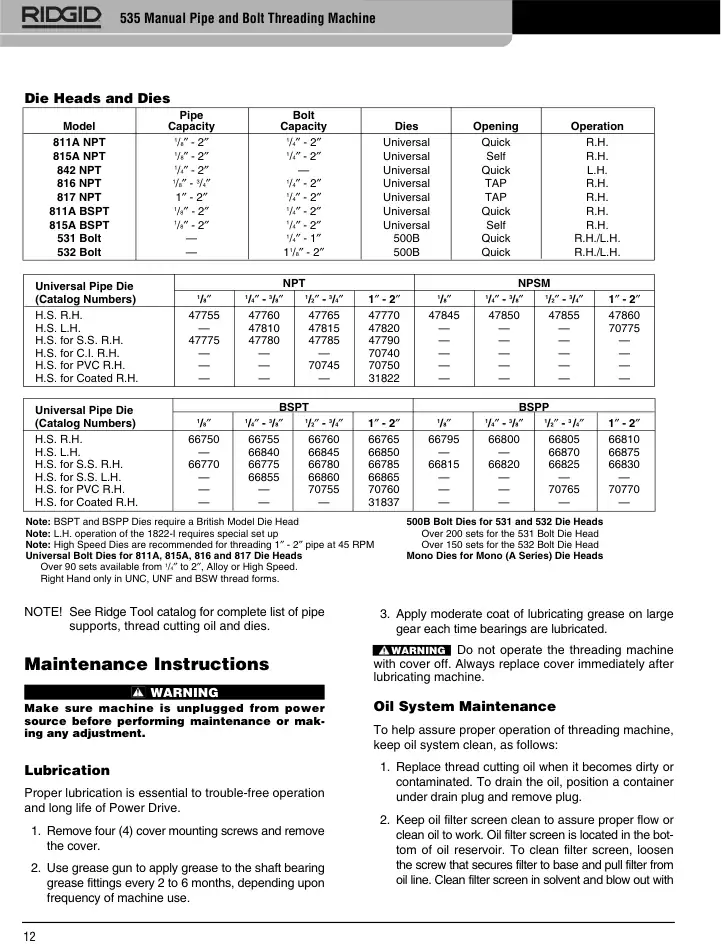 RIDGID 535 Manual Pipe and Bolt Threading Machine
Die Heads and Dies
Model Pipe Capacity Bolt Capacity Dies Opening Operation
811A NPT 1/8″ - 2″ 1/4″ - 2″ Universal Quick R.H.
815A NPT 1/8″ - 2″ 1/4″ - 2″ Universal Self R.H.
842 NPT 1/4″ - 2″ — Universal Quick L.H.
816 NPT 1/8″ - 3/4″ 1/4″ - 2″ Universal TAP R.H.
817 NPT 1″ - 2″ 1/4″ - 2″ Universal TAP R.H.
811A BSPT 1/8″ - 2″ 1/4″ - 2″ Universal Quick R.H.
815A BSPT 1/8″ - 2″ 1/4″ - 2″ Universal Self R.H.
531 Bolt — 1/4″ - 1″ 500B Quick R.H./L.H.
532 Bolt — 1 1/8″ - 2″ 500B Quick R.H./L.H.
Universal Pipe Die NPT NPSM
(Catalog Numbers) 1/8″ 1/4″ - 3/8″ 1/2″ - 3/4″ 1″ - 2″ 1/8″ 1/4″ - 3/8″ 1/2″ - 3/4″ 1″ - 2″
H.S. R.H. 47755 47760 47765 47770 47845 47850 47855 47860
H.S. L.H. — 47810 47815 47820 — — — 70775
H.S. for S.S. R.H. 47775 47780 47785 47790 — — — —
H.S. for C.I. R.H. — — — 70740 — — — —
H.S. for PVC R.H. — — 70745 70750 — — — —
H.S. for Coated R.H. — — — 31822 — — — —
Universal Pipe Die BSPT BSPP
(Catalog Numbers) 1/8″ 1/4″ - 3/8″ 1/2″ - 3/4″ 1″ - 2″ 1/8″ 1/4″ - 3/8″ 1/2″ - 3/4″ 1″ - 2″
H.S. R.H. 66750 66755 66760 66765 66795 66800 66805 66810
H.S. L.H. — 66840 66845 66850 — — 66870 66875
H.S. for S.S. R.H. 66770 66775 66780 66785 66815 66820 66825 66830
H.S. for S.S. L.H. — 66855 66860 66865 — — — —
H.S. for PVC R.H. — — 70755 70760 — — 70765 70770
H.S. for Coated R.H. — — — 31837 — — — —
Note: BSPT and BSPP Dies require a British Model Die Head
Note: L.H. operation of the 1822-I requires special set up
Note: High Speed Dies are recommended for threading 1″ - 2″ pipe at 45 RPM
Universal Bolt Dies for 811A, 815A, 816 and 817 Die Heads
Over 90 sets available from 1/4″ to 2″, Alloy or High Speed.
Right Hand only in UNC, UNF and BSW thread forms.
500B Bolt Dies for 531 and 532 Die Heads
Over 200 sets for the 531 Bolt Die Head
Over 150 sets for the 532 Bolt Die Head
Mono Dies for Mono (A Series) Die Heads
NOTE! See Ridge Tool catalog for complete list of pipe
supports, thread cutting oil and dies.
Maintenance Instructions
WARNING
Make sure machine is unplugged from power
source before performing maintenance or mak-
ing any adjustment.
Lubrication
Proper lubrication is essential to trouble-free operation
and long life of Power Drive.
1. Remove four (4) cover mounting screws and remove
the cover.
2. Use grease gun to apply grease to the shaft bearing
grease fittings every 2 to 6 months, depending upon
frequency of machine use.
3. Apply moderate coat of lubricating grease on large
gear each time bearings are lubricated.
WARNING Do not operate the threading machine
with cover off. Always replace cover immediately after
lubricating machine.
Oil System Maintenance
To help assure proper operation of threading machine,
keep oil system clean, as follows:
1. Replace thread cutting oil when it becomes dirty or
contaminated. To drain the oil, position a container
under drain plug and remove plug.
2. Keep oil filter screen clean to assure proper flow or
clean oil to work. Oil filter screen is located in the bot-
tom of oil reservoir. To clean filter screen, loosen
the screw that secures filter to base and pull filter from
oil line. Clean filter screen in solvent and blow out with
12